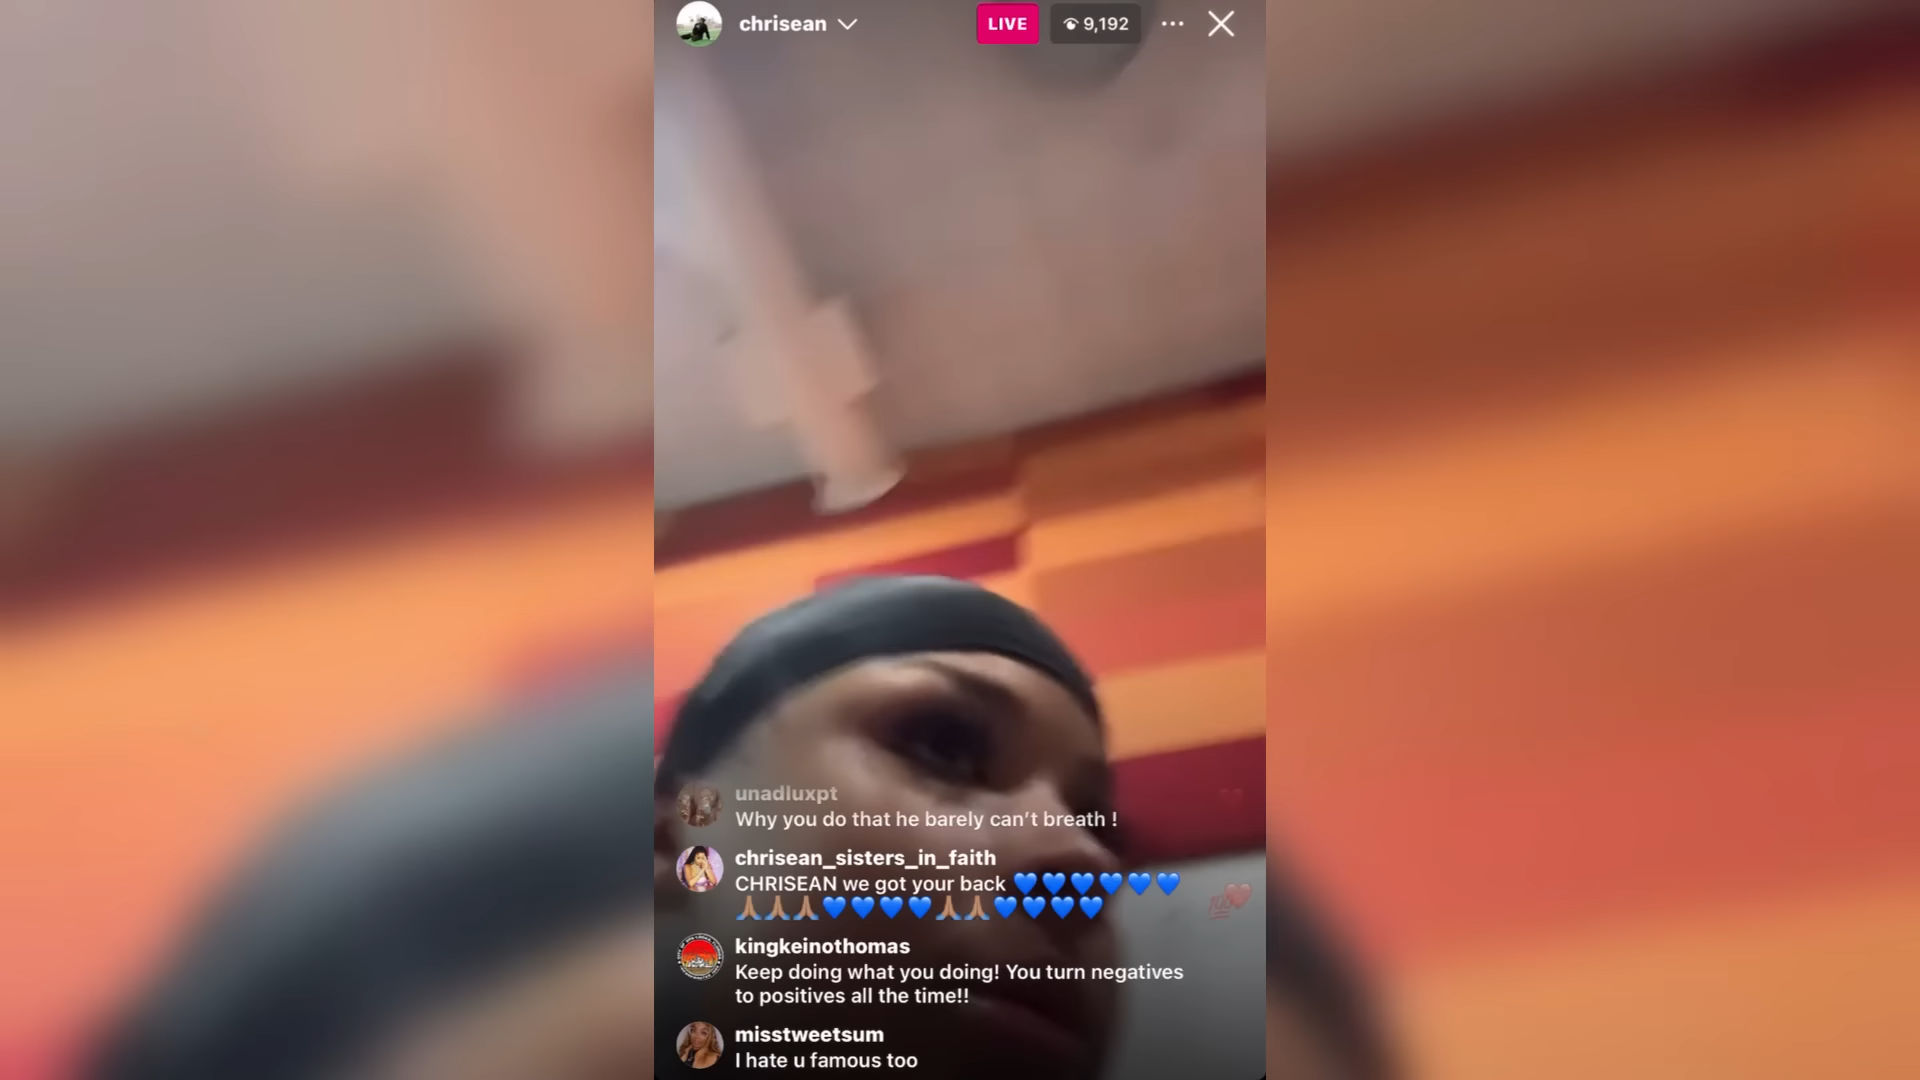 chrisean
LIVE
9,192
unadluxpt
Why you do that he barely can’t breath !
chrisean_sisters_in_faith
CHRISEAN we got your back 💙💙💙💙💙💙
🙏🏽🙏🏽🙏🏽💙💙💙💙🙏🏽🙏🏽💙💙💙💙
kingkeinothomas
Keep doing what you doing! You turn negatives
to positives all the time!!
misstweetsum
I hate u famous too